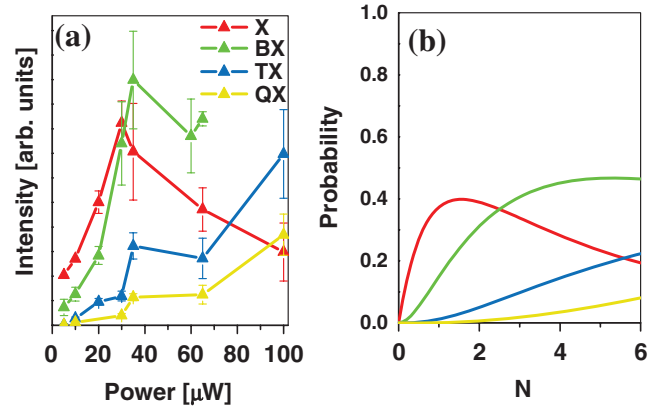 (a)
X
BX
TX
QX
Intensity [arb. units]
0 20 40 60 80 100
Power [μW]
(b)
1.0
0.8
0.6
0.4
0.2
0.0
Probability
0 2 4 6
N